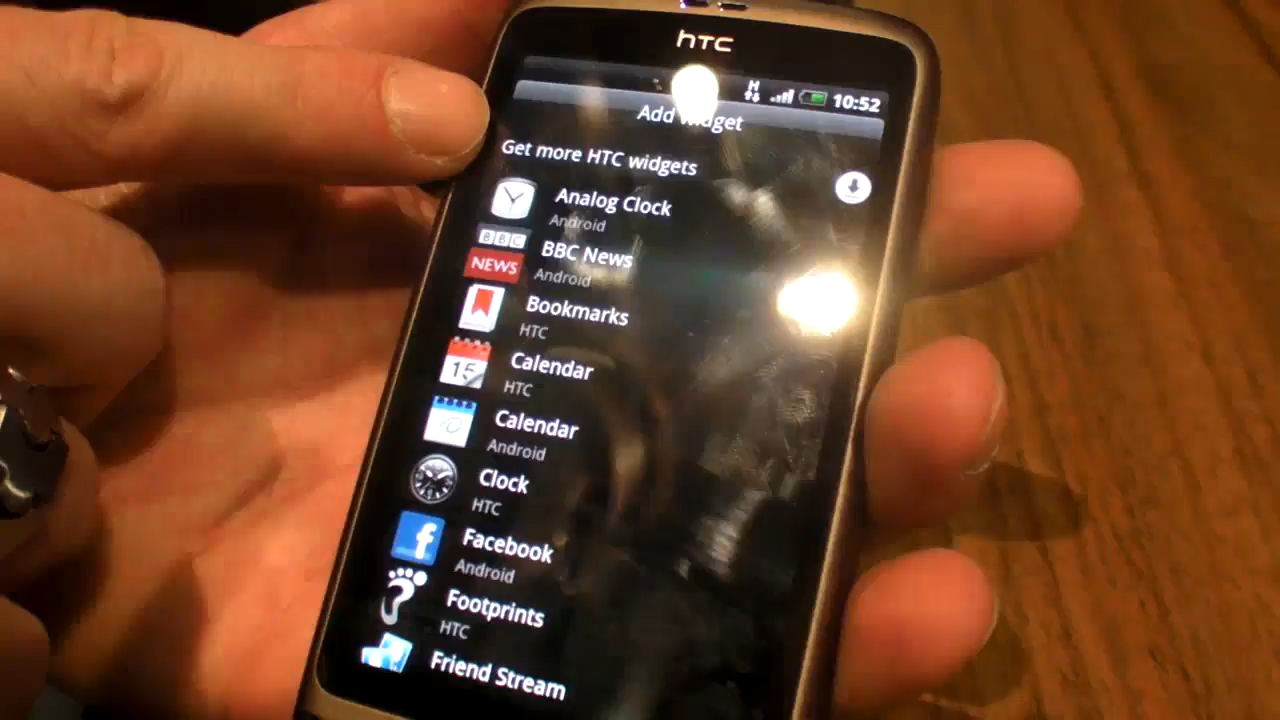 hTC
H
10:52
Add widget
Get more HTC widgets
Analog Clock
Android
BBC
NEWS
BBC News
Android
Bookmarks
HTC
15
Calendar
HTC
Calendar
Android
Clock
HTC
f
Facebook
Android
Footprints
HTC
Friend Stream